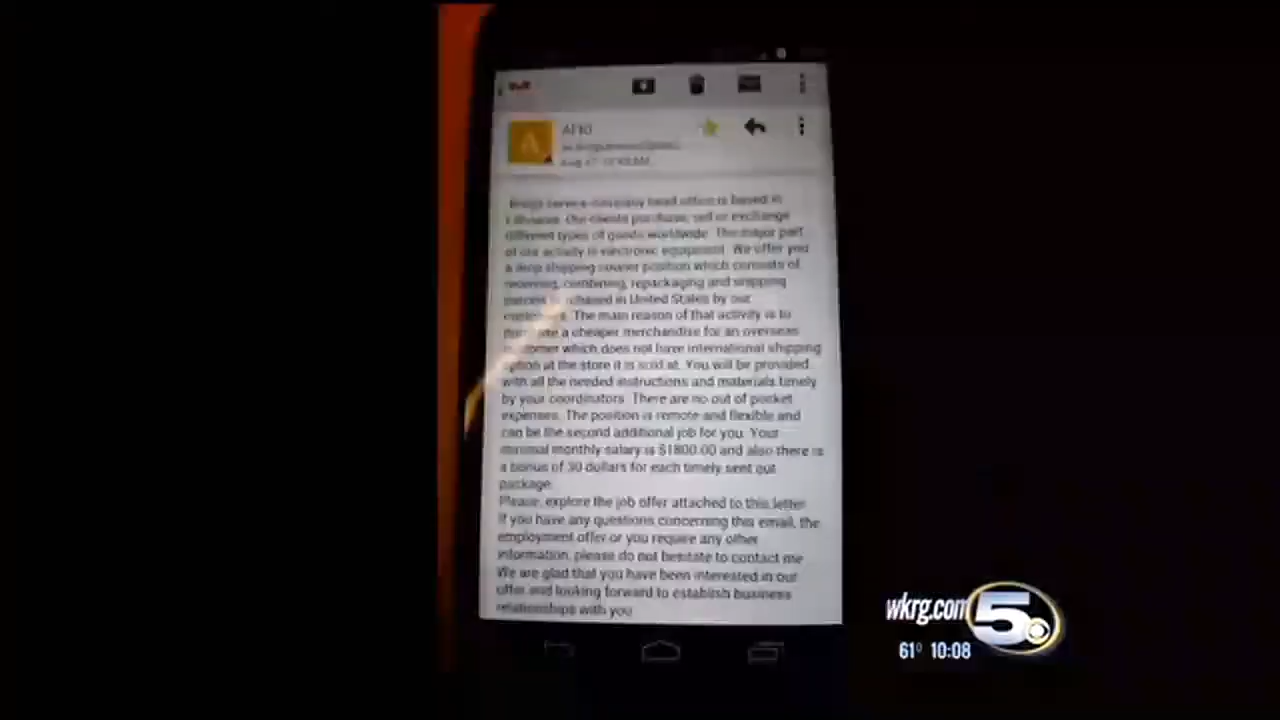 A
service company head office is based in
Our clients purchase, sell or exchange
different types of goods worldwide. The major part
of our activity is electronic equipment. We offer you
a drop shipping courier position which consists of
receiving, combining, repackaging and shipping
parcels in United States by our
The main reason of that activity is to
a cheaper merchandise for an overseas
which does not have international shipping
option at the store it is sold at. You will be provided
with all the needed instructions and materials timely
by your coordinators. There are no out of pocket
expenses. The position is remote and flexible and
can be the second additional job for you. Your
minimal monthly salary is $1800.00 and also there is
a bonus of 30 dollars for each timely sent out
package.
Please, explore the job offer attached to this letter
If you have any questions concerning this email, the
employment offer or you require any other
information, please do not hesitate to contact me
We are glad that you have been interested in our
offer and looking forward to establish business
relationships with you
wkrg.com 5
61° 10:08